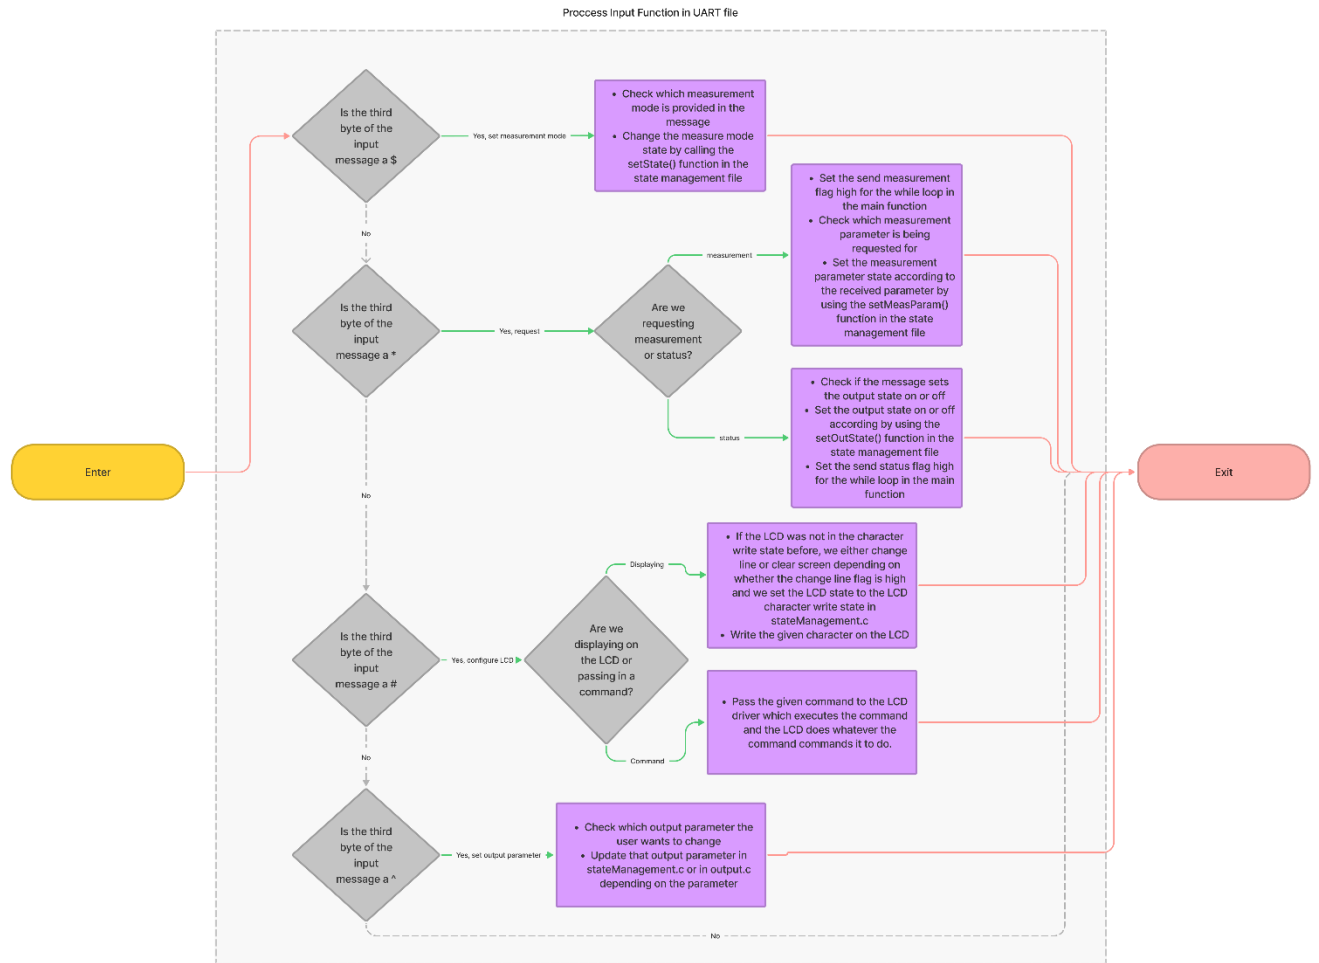 Proccess Input Function in UART file
Is the third
byte of the
input
message a $
Yes, set measurement mode
• Check which measurement
mode is provided in the
message
• Change the measure mode
state by calling the
setState() function in the
state management file
No
Is the third
byte of the
input
message a *
Yes, request
Are we
requesting
measurement
or status?
measurement
• Set the send measurement
flag high for the while loop in
the main function
• Check which measurement
parameter is being
requested for
• Set the measurement
parameter state according to
the received parameter by
using the setMeasParam()
function in the state
management file
status
• Check if the message sets
the output state on or off
• Set the output state on or off
according by using the
setOutState() function in the
state management file
• Set the send status flag high
for the while loop in the main
function
Enter
Exit
No
Is the third
byte of the
input
message a #
Yes, configure LCD
Are we
displaying on
the LCD or
passing in a
command?
Displaying
• If the LCD was not in the character
write state before, we either change
line or clear screen depending on
whether the change line flag is high
and we set the LCD state to the LCD
character write state in
stateManagement.c
• Write the given character on the LCD
Command
• Pass the given command to the LCD
driver which executes the command
and the LCD does whatever the
command commands it to do.
No
Is the third
byte of the
input
message a ^
Yes, set output parameter
• Check which output parameter the
user wants to change
• Update that output parameter in
stateManagement.c or in output.c
depending on the parameter
No